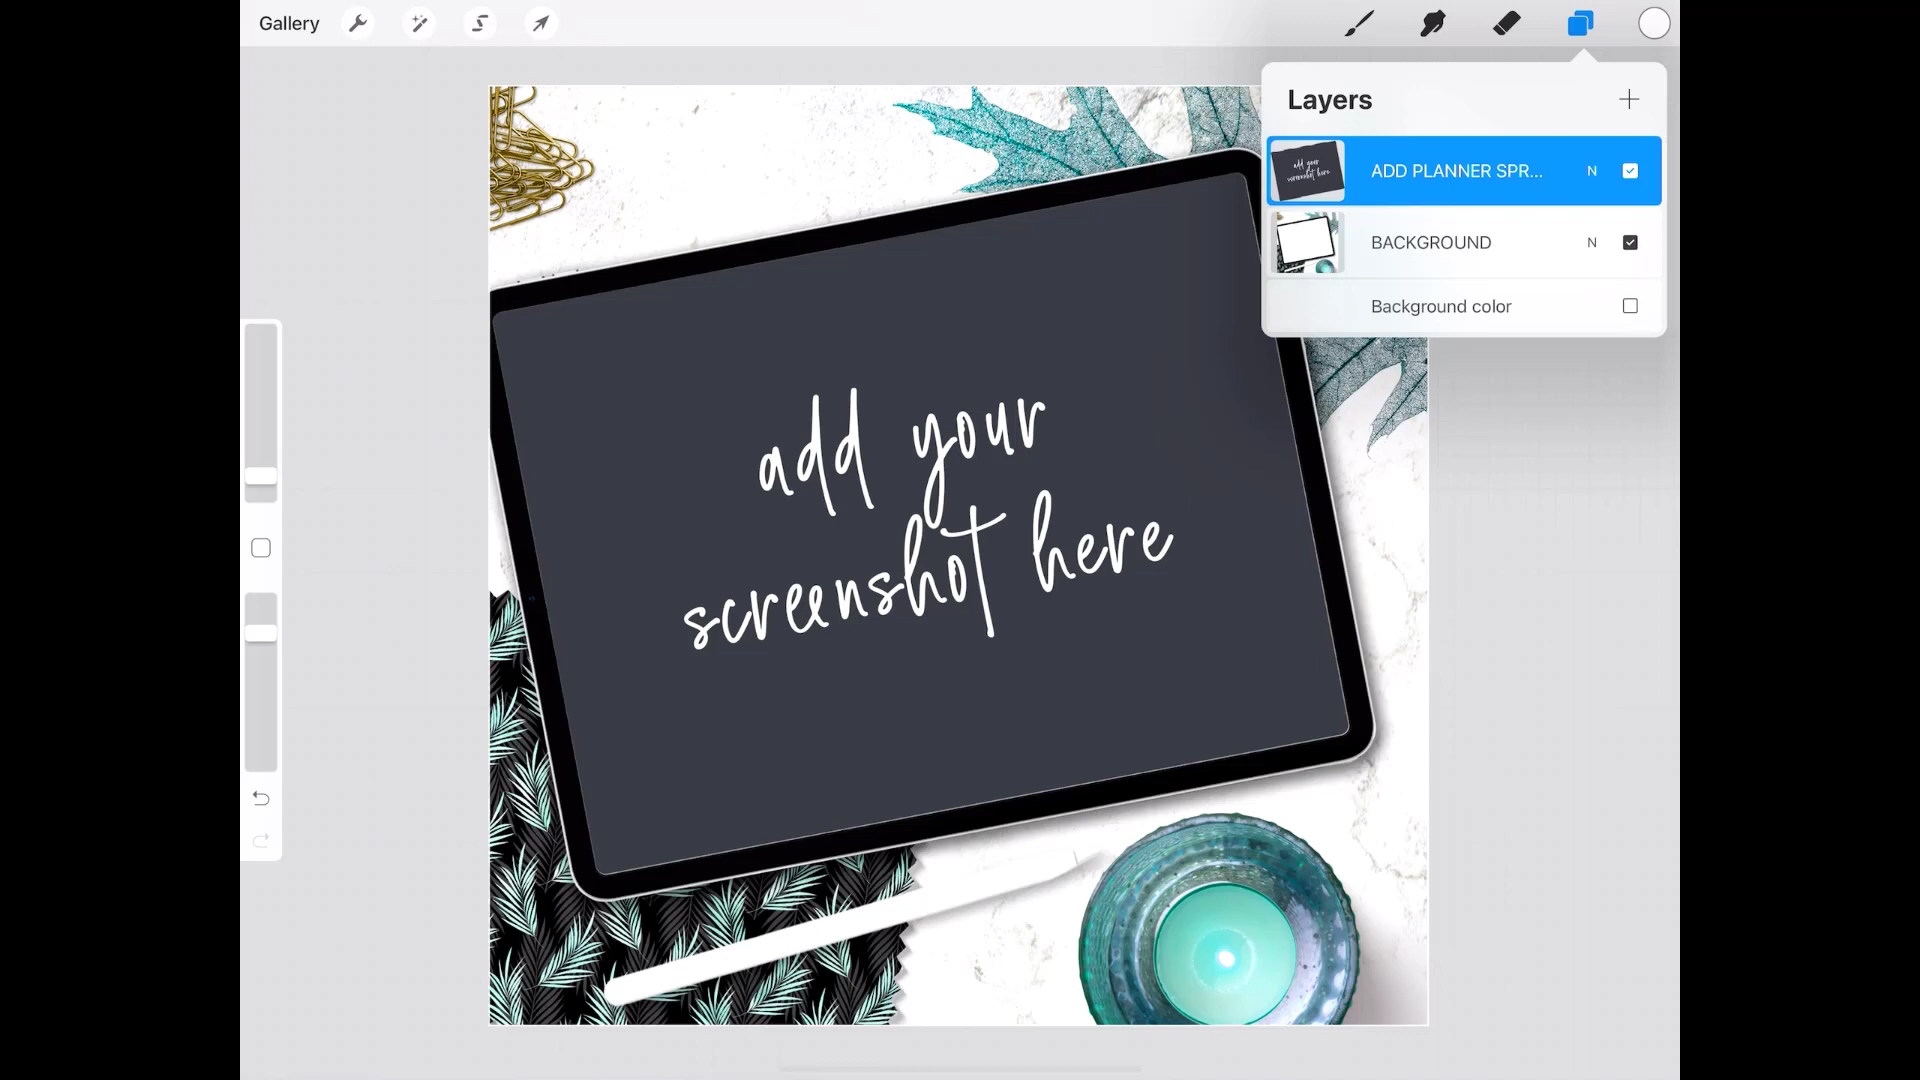 Gallery
Layers
ADD PLANNER SPR... N
BACKGROUND N
Background color
add your
screenshot here